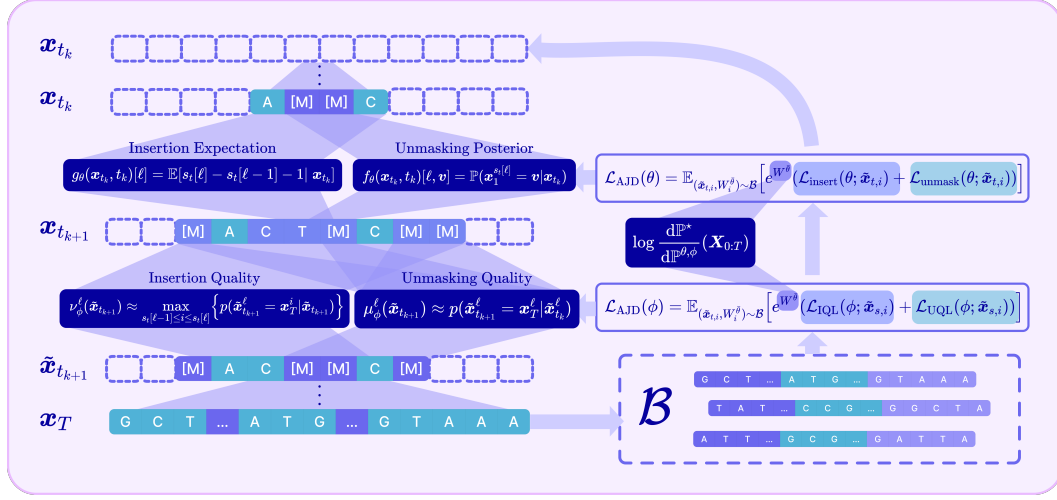 x_{t_k}
x_{t_k} A [M] [M] C
Insertion Expectation
g_θ(x_{t_k}, t_k)[ℓ] = 𝔼[s_t[ℓ] − s_t[ℓ − 1] − 1| x_{t_k}]
Unmasking Posterior
f_θ(x_{t_k}, t_k)[ℓ, v] = ℙ(x_1^{s_t[ℓ]} = v|x_{t_k})
ℒ_AJD(θ) = 𝔼_{(x̃_{t,i}, W_i^{θ̄})∼ℬ}[e^{W^{θ̄}}(ℒ_insert(θ; x̃_{t,i}) + ℒ_unmask(θ; x̃_{t,i}))]
x_{t_{k+1}} [M] A C T [M] C [M] [M]
log dℙ^⋆/dℙ^{θ,ϕ} (X_{0:T})
Insertion Quality
ν_ϕ^ℓ(x̃_{t_{k+1}}) ≈ max_{s_t[ℓ−1]≤i≤s_t[ℓ]} {p(x̃_{t_{k+1}}^ℓ = x_T^i|x̃_{t_{k+1}})}
Unmasking Quality
μ_ϕ^ℓ(x̃_{t_{k+1}}) ≈ p(x̃_{t_{k+1}}^ℓ = x_T^ℓ|x̃_{t_k}^ℓ)
ℒ_AJD(ϕ) = 𝔼_{(x̃_{t,i}, W_i^{θ̄})∼ℬ}[e^{W^{θ̄}}(ℒ_IQL(ϕ; x̃_{s,i}) + ℒ_UQL(ϕ; x̃_{s,i}))]
x̃_{t_{k+1}} [M] A C [M] [M] C [M]
x_T G C T ... A T G ... G T A A A
ℬ
G C T ... A T G ... G T A A A
T A T ... C C G ... G G C T A
A T T ... G C G ... G A T T A